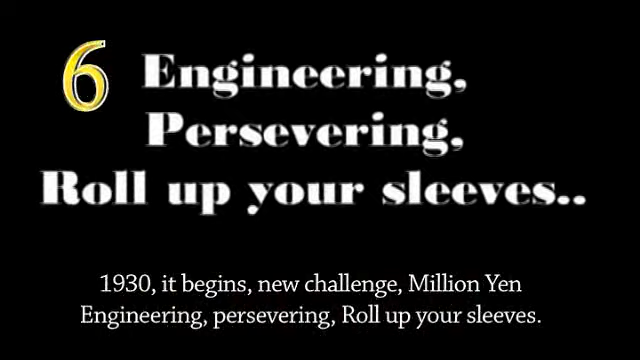 6 Engineering,
Persevering,
Roll up your sleeves..
1930, it begins, new challenge, Million Yen
Engineering, persevering, Roll up your sleeves.